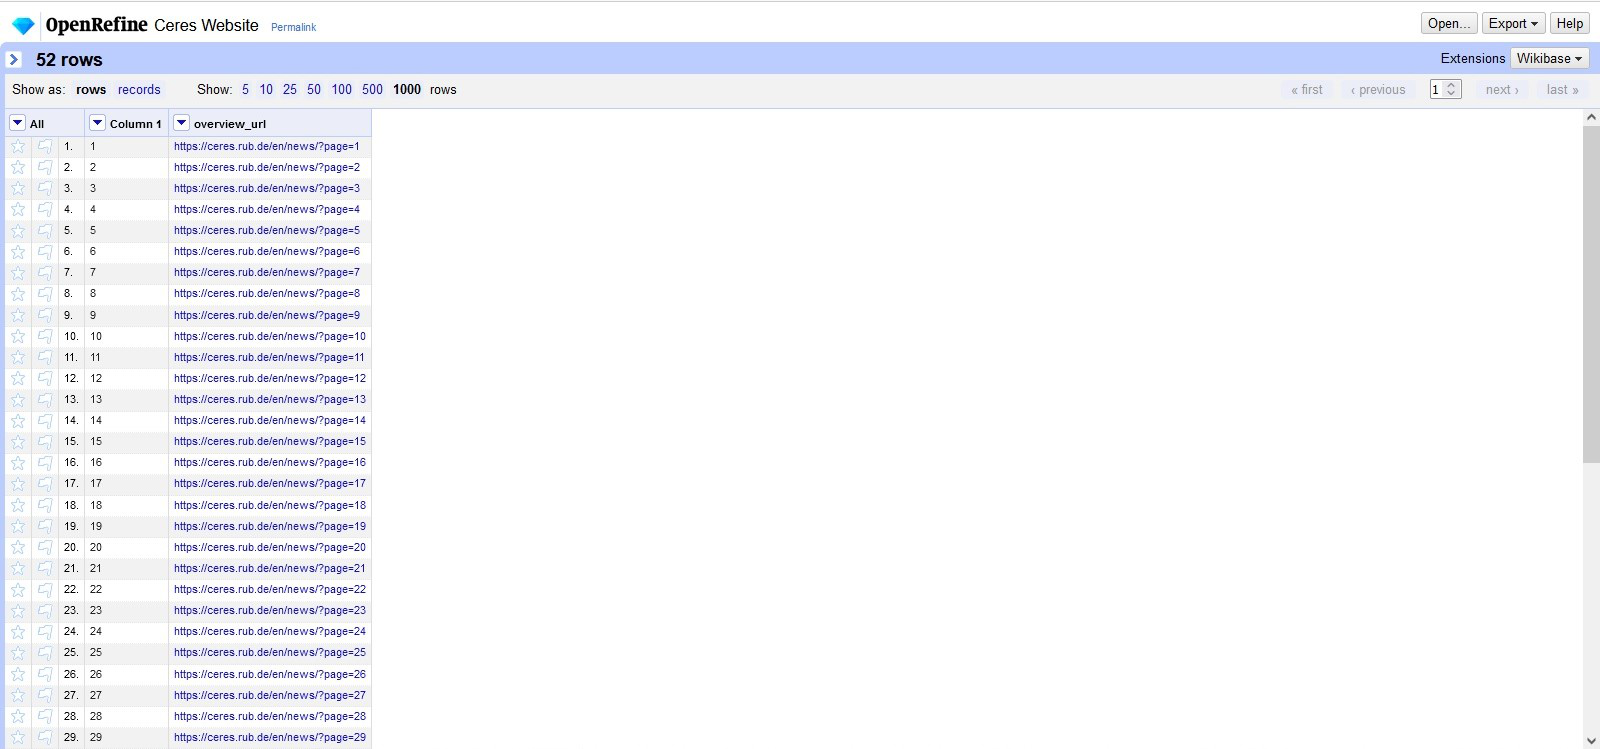 OpenRefine Ceres Website Permalink Open... Export Help
52 rows Extensions Wikibase
Show as: rows records Show: 5 10 25 50 100 500 1000 rows « first ‹ previous 1 next › last »
All Column 1 overview_url
1. 1 https://ceres.rub.de/en/news/?page=1
2. 2 https://ceres.rub.de/en/news/?page=2
3. 3 https://ceres.rub.de/en/news/?page=3
4. 4 https://ceres.rub.de/en/news/?page=4
5. 5 https://ceres.rub.de/en/news/?page=5
6. 6 https://ceres.rub.de/en/news/?page=6
7. 7 https://ceres.rub.de/en/news/?page=7
8. 8 https://ceres.rub.de/en/news/?page=8
9. 9 https://ceres.rub.de/en/news/?page=9
10. 10 https://ceres.rub.de/en/news/?page=10
11. 11 https://ceres.rub.de/en/news/?page=11
12. 12 https://ceres.rub.de/en/news/?page=12
13. 13 https://ceres.rub.de/en/news/?page=13
14. 14 https://ceres.rub.de/en/news/?page=14
15. 15 https://ceres.rub.de/en/news/?page=15
16. 16 https://ceres.rub.de/en/news/?page=16
17. 17 https://ceres.rub.de/en/news/?page=17
18. 18 https://ceres.rub.de/en/news/?page=18
19. 19 https://ceres.rub.de/en/news/?page=19
20. 20 https://ceres.rub.de/en/news/?page=20
21. 21 https://ceres.rub.de/en/news/?page=21
22. 22 https://ceres.rub.de/en/news/?page=22
23. 23 https://ceres.rub.de/en/news/?page=23
24. 24 https://ceres.rub.de/en/news/?page=24
25. 25 https://ceres.rub.de/en/news/?page=25
26. 26 https://ceres.rub.de/en/news/?page=26
27. 27 https://ceres.rub.de/en/news/?page=27
28. 28 https://ceres.rub.de/en/news/?page=28
29. 29 https://ceres.rub.de/en/news/?page=29